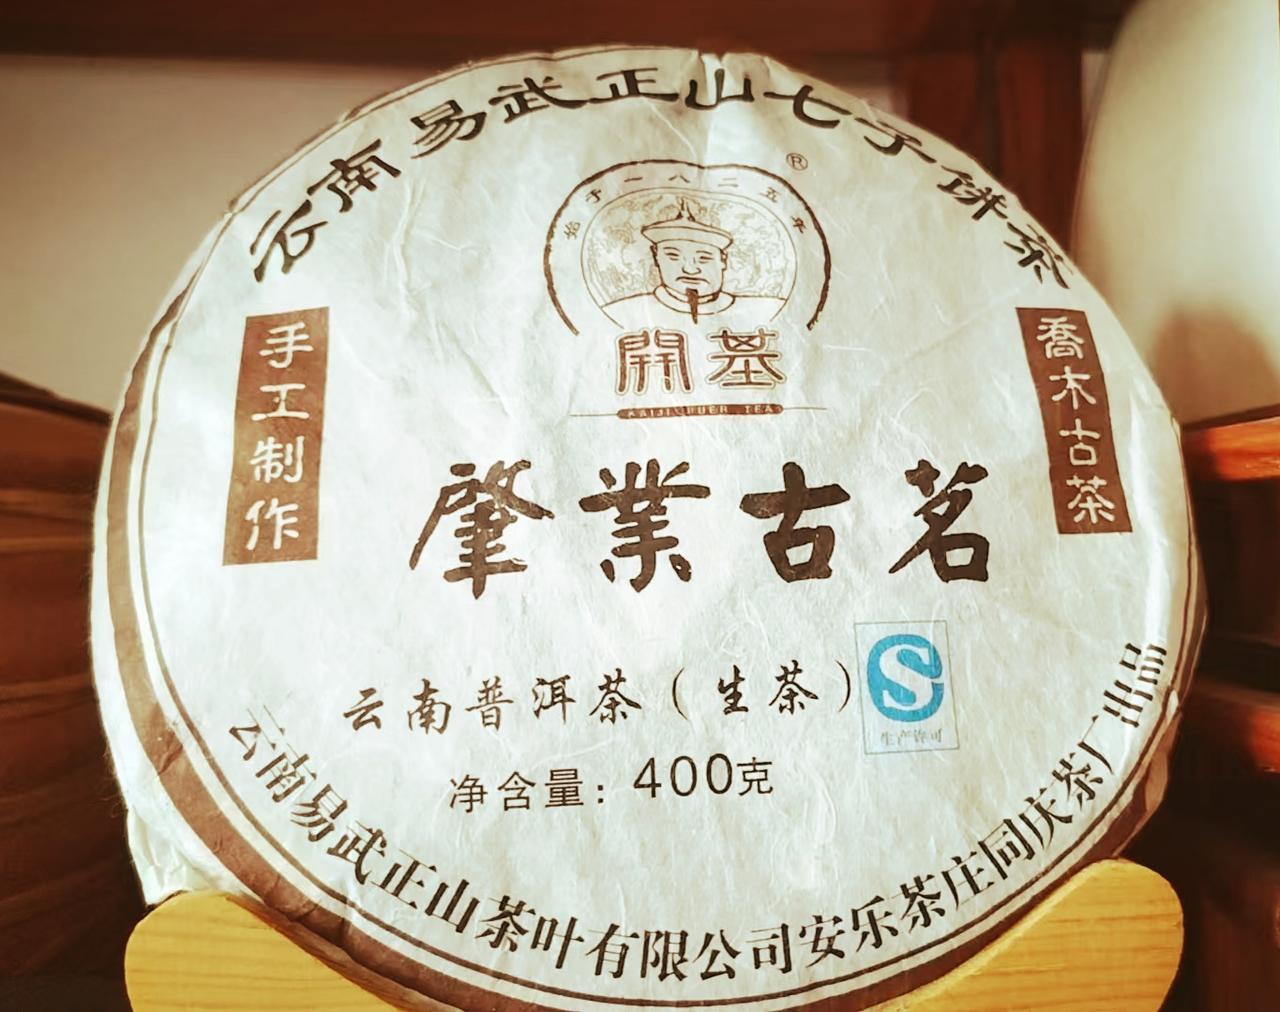 云南易武正山七子饼茶
®
始于一八二五年
開基
KAIJI PUER TEA
手工制作
喬木古茶
肇業古茗
云南普洱茶（生茶）
S
生产许可
净含量：400克
云南易武正山茶叶有限公司安乐茶庄同庆茶厂出品